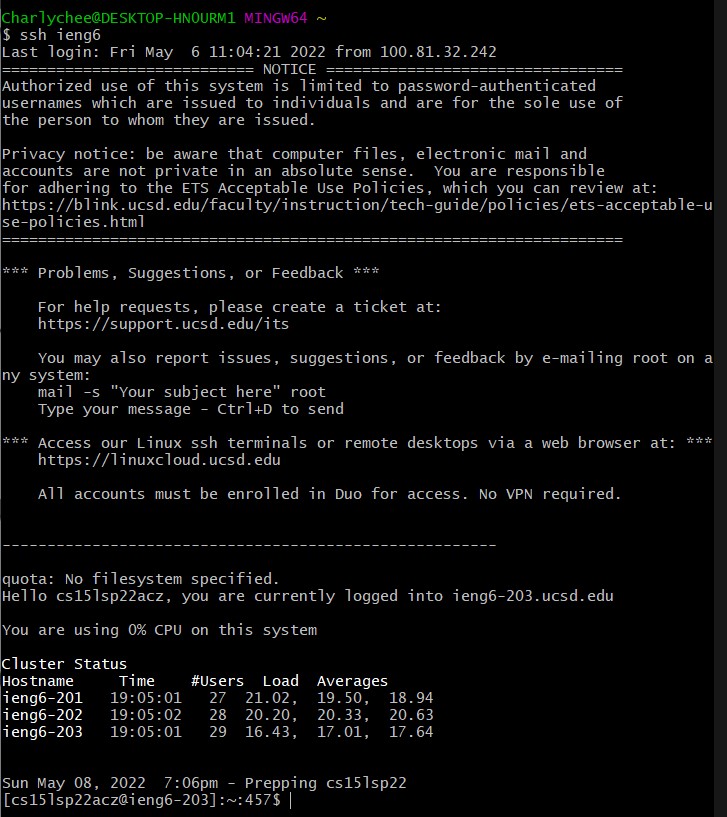 Charlychee@DESKTOP-HNOURM1 MINGW64 ~
$ ssh ieng6
Last login: Fri May  6 11:04:21 2022 from 100.81.32.242
============================ NOTICE =================================
Authorized use of this system is limited to password-authenticated
usernames which are issued to individuals and are for the sole use of
the person to whom they are issued.

Privacy notice: be aware that computer files, electronic mail and
accounts are not private in an absolute sense.  You are responsible
for adhering to the ETS Acceptable Use Policies, which you can review at:
https://blink.ucsd.edu/faculty/instruction/tech-guide/policies/ets-acceptable-u
se-policies.html
=====================================================================

*** Problems, Suggestions, or Feedback ***

    For help requests, please create a ticket at:
    https://support.ucsd.edu/its

    You may also report issues, suggestions, or feedback by e-mailing root on a
ny system:
    mail -s "Your subject here" root
    Type your message - Ctrl+D to send

*** Access our Linux ssh terminals or remote desktops via a web browser at: ***
    https://linuxcloud.ucsd.edu

    All accounts must be enrolled in Duo for access. No VPN required.


-------------------------------------------------------

quota: No filesystem specified.
Hello cs15lsp22acz, you are currently logged into ieng6-203.ucsd.edu

You are using 0% CPU on this system

Cluster Status
Hostname     Time    #Users  Load  Averages
ieng6-201   19:05:01   27  21.02,  19.50,  18.94
ieng6-202   19:05:02   28  20.20,  20.33,  20.63
ieng6-203   19:05:01   29  16.43,  17.01,  17.64


Sun May 08, 2022  7:06pm - Prepping cs15lsp22
[cs15lsp22acz@ieng6-203]:~:457$